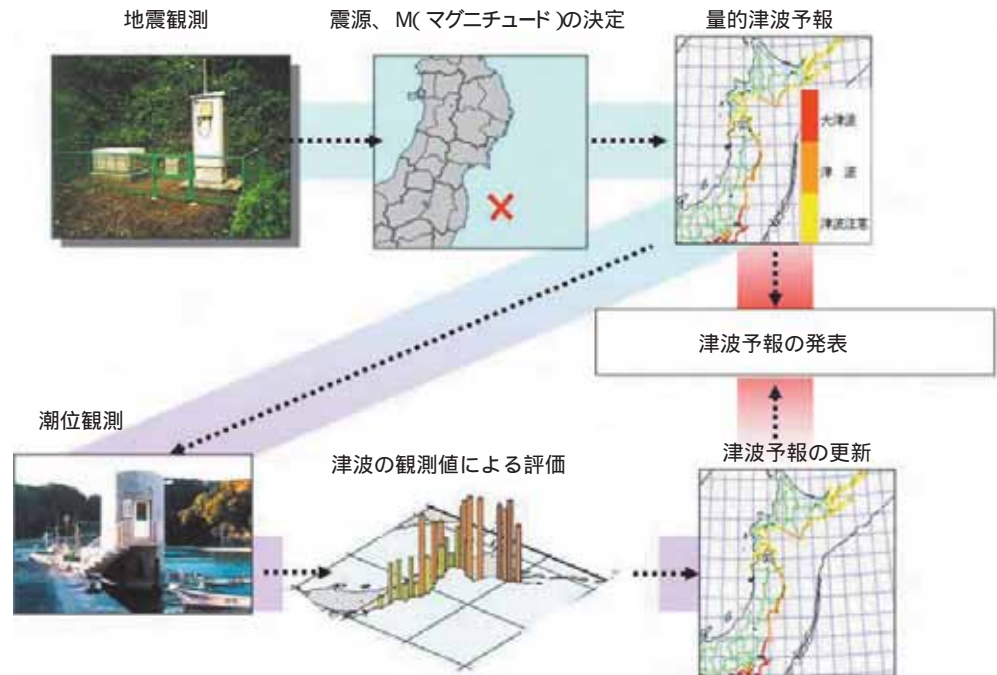 地震観測
震源、M(マグニチュード)の決定
量的津波予報
大津波
津 波
津波注意
津波予報の発表
潮位観測
津波の観測値による評価
津波予報の更新